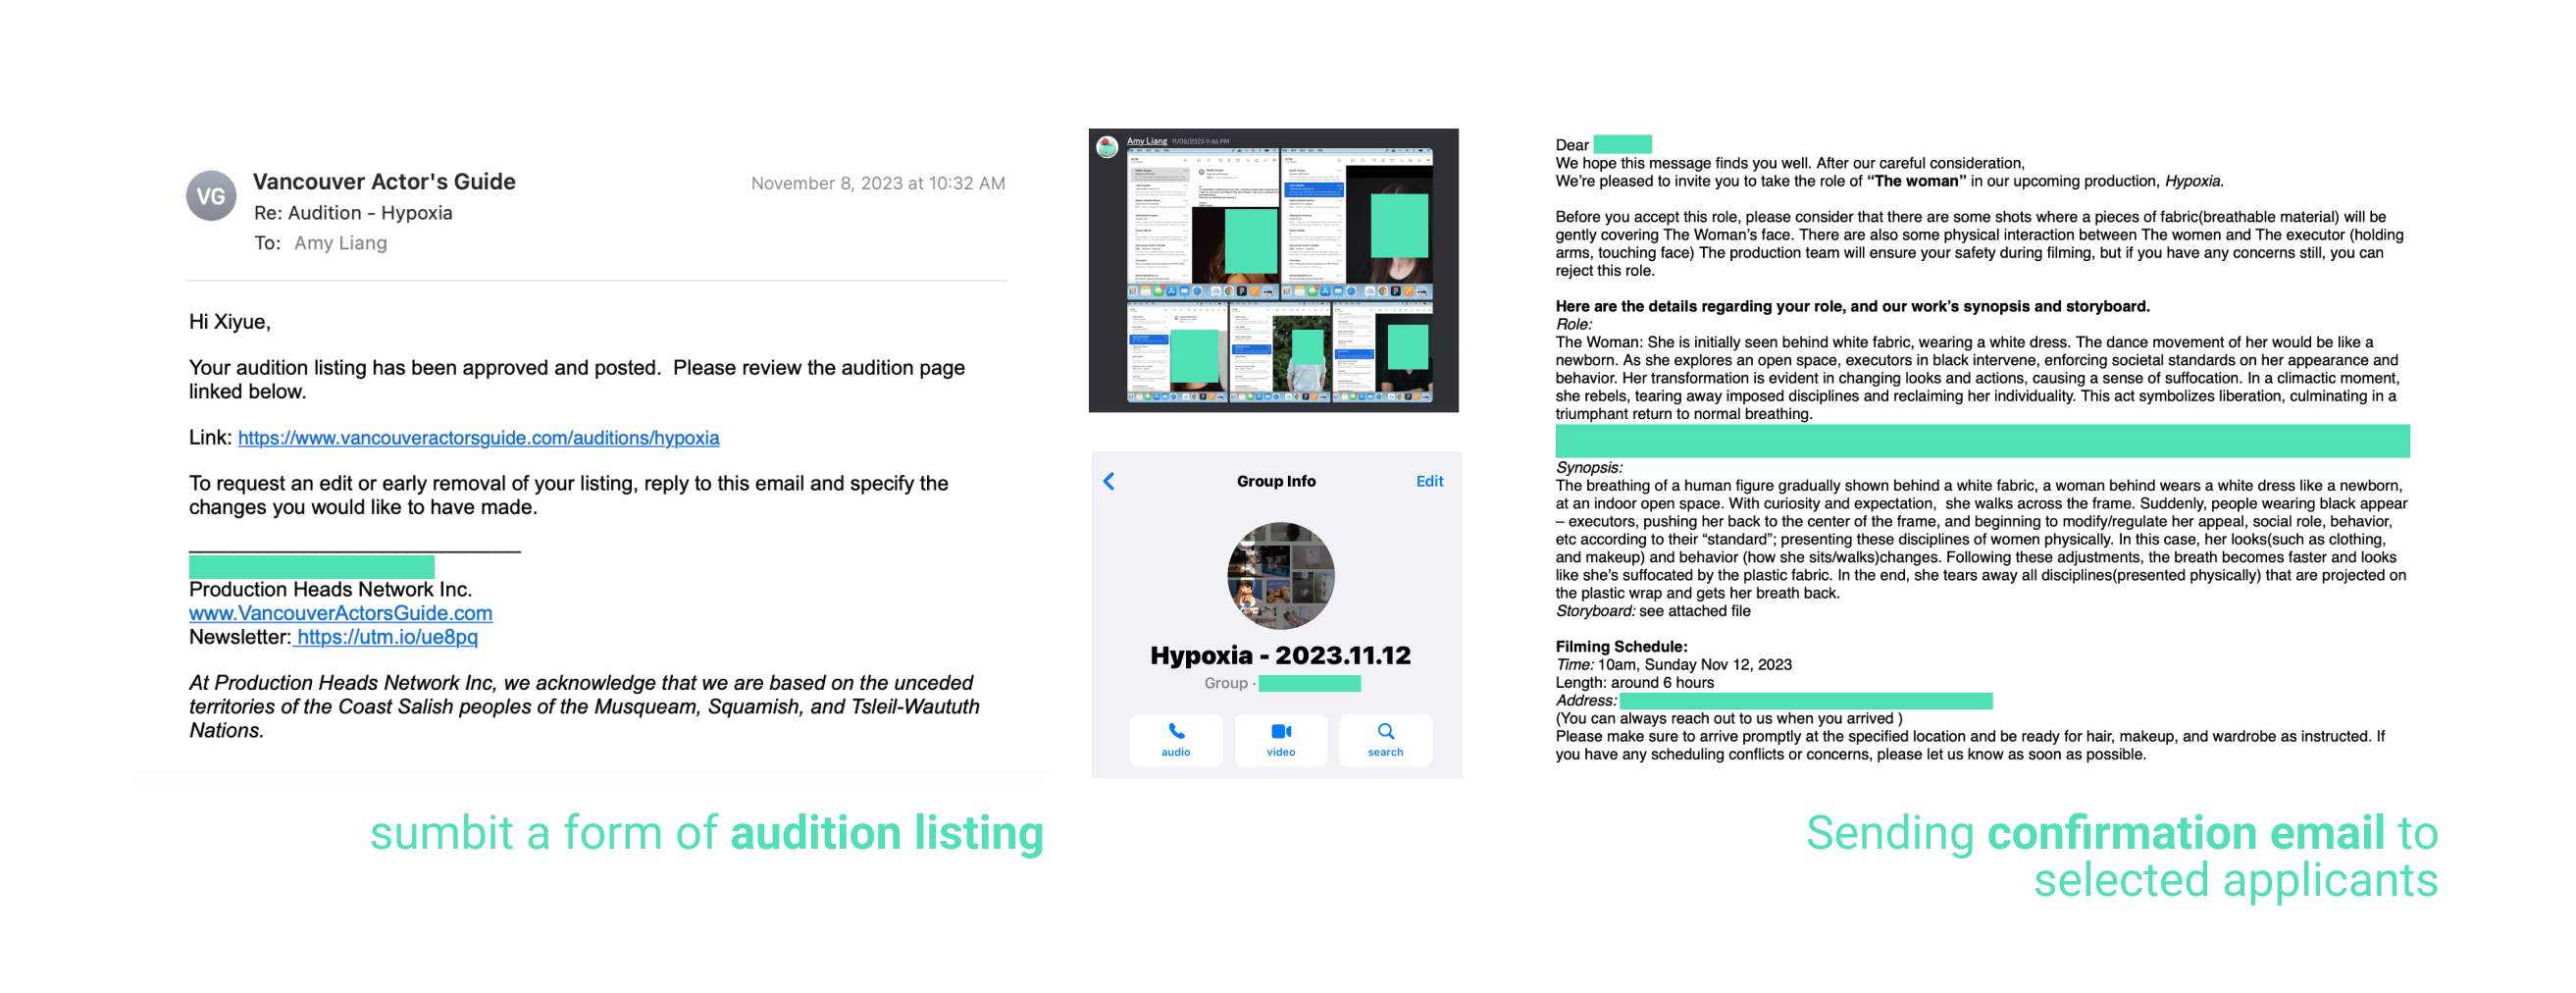 VG
Vancouver Actor's Guide
November 8, 2023 at 10:32 AM
Re: Audition - Hypoxia
To: Amy Liang
Hi Xiyue,
Your audition listing has been approved and posted. Please review the audition page
linked below.
Link: https://www.vancouveractorsguide.com/auditions/hypoxia
To request an edit or early removal of your listing, reply to this email and specify the
changes you would like to have made.
Production Heads Network Inc.
www.VancouverActorsGuide.com
Newsletter: https://utm.io/ue8pq
At Production Heads Network Inc, we acknowledge that we are based on the unceded
territories of the Coast Salish peoples of the Musqueam, Squamish, and Tsleil-Waututh
Nations.
sumbit a form of audition listing
Amy Liang 11/08/2023 9:46 PM
Group Info
Edit
Hypoxia - 2023.11.12
Group ·
audio
video
search
Dear
We hope this message finds you well. After our careful consideration,
We're pleased to invite you to take the role of “The woman” in our upcoming production, Hypoxia.
Before you accept this role, please consider that there are some shots where a pieces of fabric(breathable material) will be
gently covering The Woman's face. There are also some physical interaction between The women and The executor (holding
arms, touching face) The production team will ensure your safety during filming, but if you have any concerns still, you can
reject this role.
Here are the details regarding your role, and our work's synopsis and storyboard.
Role:
The Woman: She is initially seen behind white fabric, wearing a white dress. The dance movement of her would be like a
newborn. As she explores an open space, executors in black intervene, enforcing societal standards on her appearance and
behavior. Her transformation is evident in changing looks and actions, causing a sense of suffocation. In a climactic moment,
she rebels, tearing away imposed disciplines and reclaiming her individuality. This act symbolizes liberation, culminating in a
triumphant return to normal breathing.
Synopsis:
The breathing of a human figure gradually shown behind a white fabric, a woman behind wears a white dress like a newborn,
at an indoor open space. With curiosity and expectation, she walks across the frame. Suddenly, people wearing black appear
– executors, pushing her back to the center of the frame, and beginning to modify/regulate her appeal, social role, behavior,
etc according to their “standard”; presenting these disciplines of women physically. In this case, her looks(such as clothing,
and makeup) and behavior (how she sits/walks)changes. Following these adjustments, the breath becomes faster and looks
like she's suffocated by the plastic fabric. In the end, she tears away all disciplines(presented physically) that are projected on
the plastic wrap and gets her breath back.
Storyboard: see attached file
Filming Schedule:
Time: 10am, Sunday Nov 12, 2023
Length: around 6 hours
Address:
(You can always reach out to us when you arrived )
Please make sure to arrive promptly at the specified location and be ready for hair, makeup, and wardrobe as instructed. If
you have any scheduling conflicts or concerns, please let us know as soon as possible.
Sending confirmation email to
selected applicants